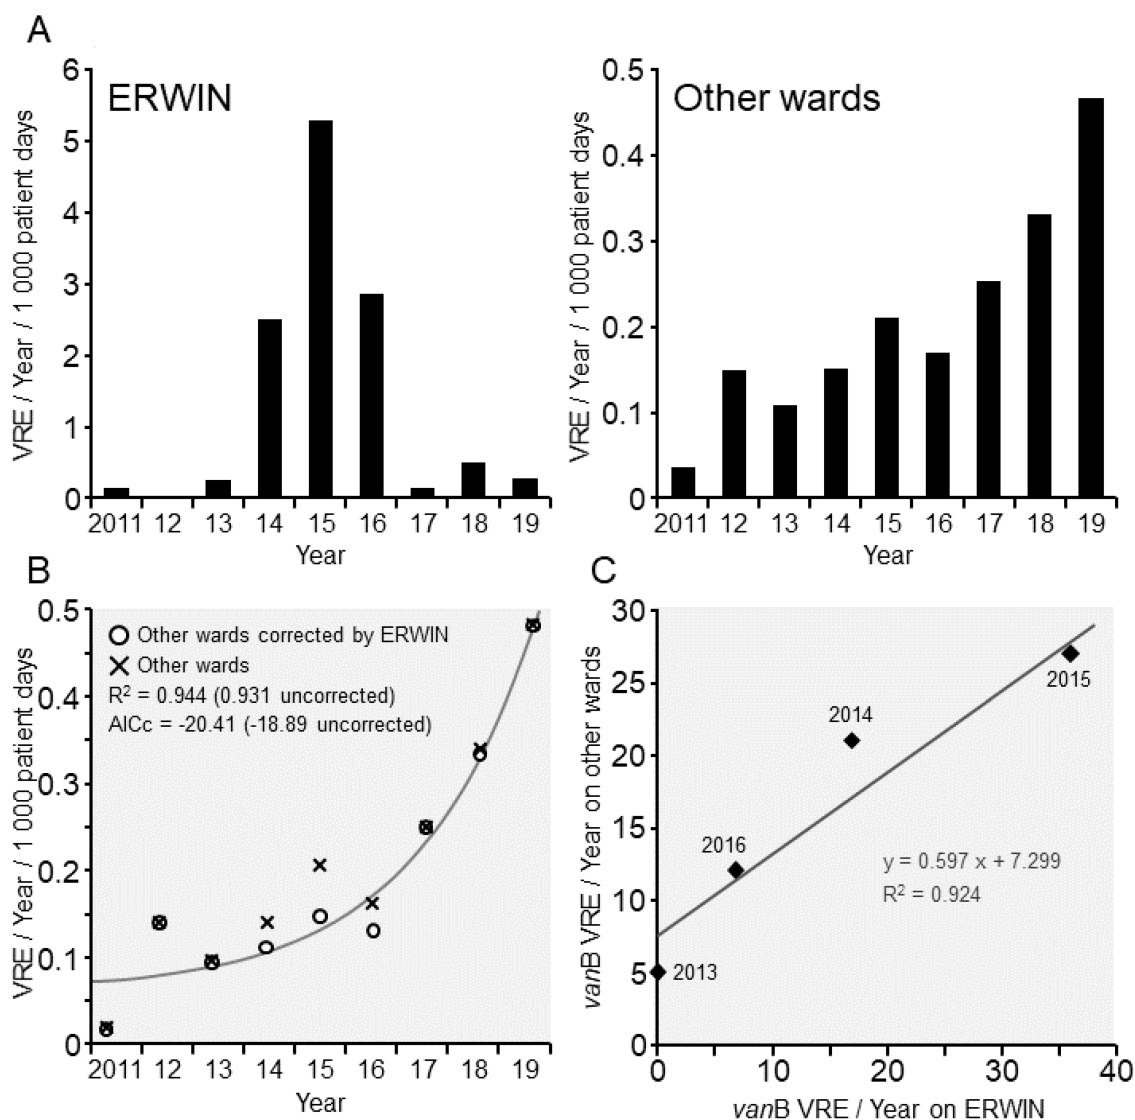 A
ERWIN
VRE / Year / 1 000 patient days
6
5
4
3
2
1
0
2011 12 13 14 15 16 17 18 19
Year
Other wards
VRE / Year / 1 000 patient days
0.5
0.4
0.3
0.2
0.1
0
2011 12 13 14 15 16 17 18 19
Year
B
VRE / Year / 1 000 patient days
0.5
0.4
0.3
0.2
0.1
0
Other wards corrected by ERWIN
Other wards
R² = 0.944 (0.931 uncorrected)
AICc = -20.41 (-18.89 uncorrected)
2011 12 13 14 15 16 17 18 19
Year
C
vanB VRE / Year on other wards
30
25
20
15
10
5
0
2015
2014
2016
2013
y = 0.597 x + 7.299
R² = 0.924
0 10 20 30 40
vanB VRE / Year on ERWIN